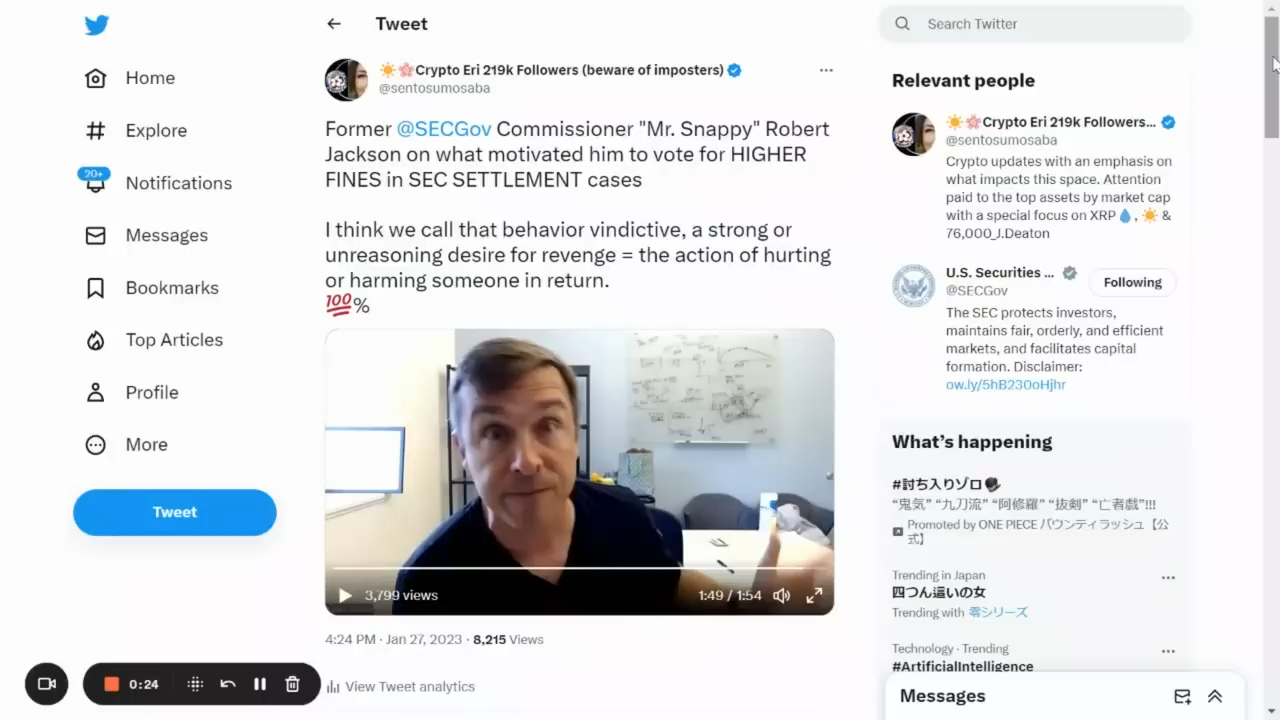 Tweet
Search Twitter
Home
Explore
20+
Notifications
Messages
Bookmarks
Top Articles
Profile
More
Tweet
☀️🌸Crypto Eri 219k Followers (beware of imposters)
@sentosumosaba
Former @SECGov Commissioner "Mr. Snappy" Robert
Jackson on what motivated him to vote for HIGHER
FINES in SEC SETTLEMENT cases
I think we call that behavior vindictive, a strong or
unreasoning desire for revenge = the action of hurting
or harming someone in return.
💯%
3,799 views
1:49 / 1:54
4:24 PM · Jan 27, 2023 · 8,215 Views
View Tweet analytics
0:24
Relevant people
☀️🌸Crypto Eri 219k Followers...
@sentosumosaba
Crypto updates with an emphasis on
what impacts this space. Attention
paid to the top assets by market cap
with a special focus on XRP💧,☀️ &
76,000_J.Deaton
U.S. Securities ...
@SECGov
Following
The SEC protects investors,
maintains fair, orderly, and efficient
markets, and facilitates capital
formation. Disclaimer:
ow.ly/5hB230oHjhr
What's happening
#討ち入りゾロ
“鬼気” “九刀流” “阿修羅” “抜剣” “亡者戯”!!!
Promoted by ONE PIECE バウンティラッシュ【公
式】
Trending in Japan
四つん這いの女
Trending with 零シリーズ
Technology · Trending
#ArtificialIntelligence
Messages